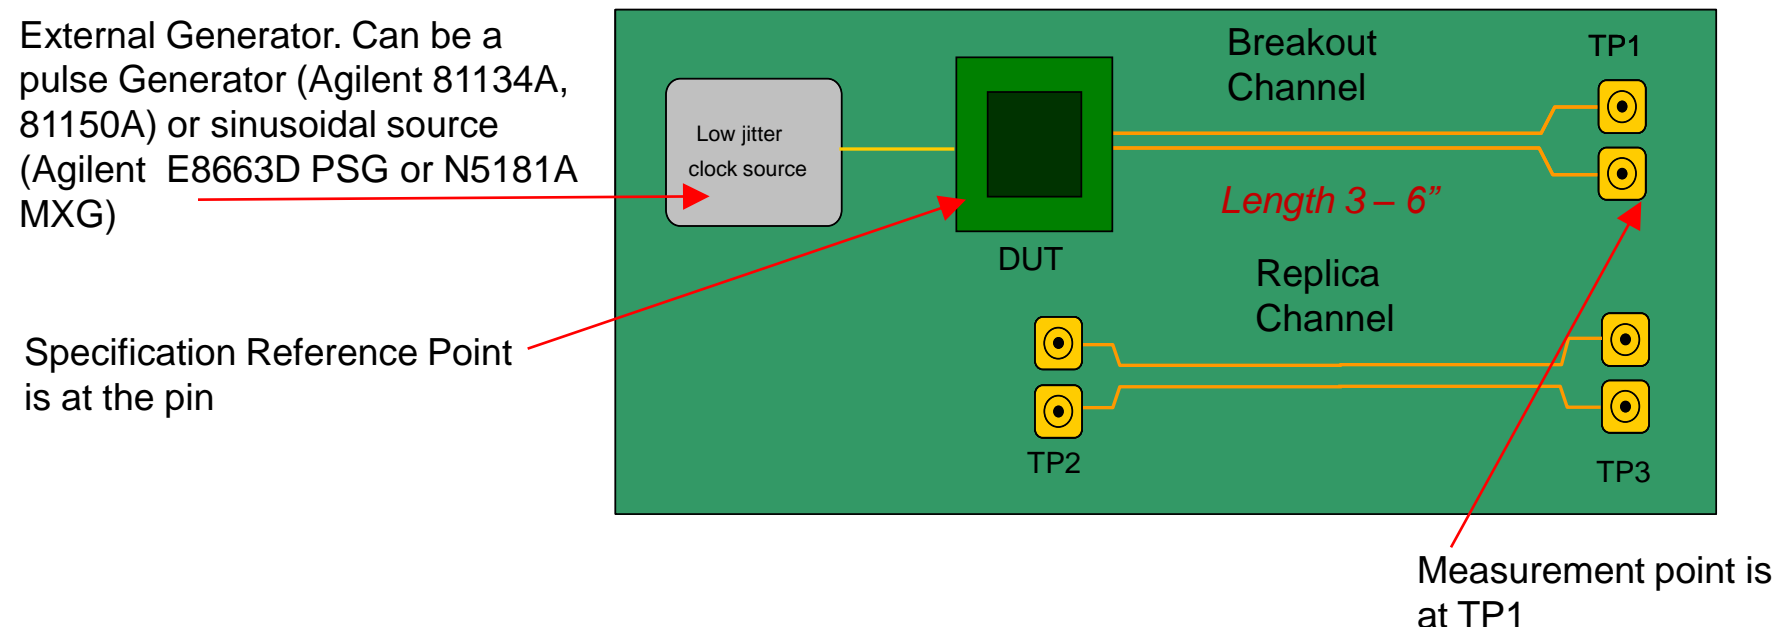 External Generator. Can be a
pulse Generator (Agilent 81134A,
81150A) or sinusoidal source
(Agilent  E8663D PSG or N5181A
MXG)
Low jitter
clock source
Breakout
Channel
TP1
Length 3 – 6”
DUT
Replica
Channel
Specification Reference Point
is at the pin
TP2
TP3
Measurement point is
at TP1